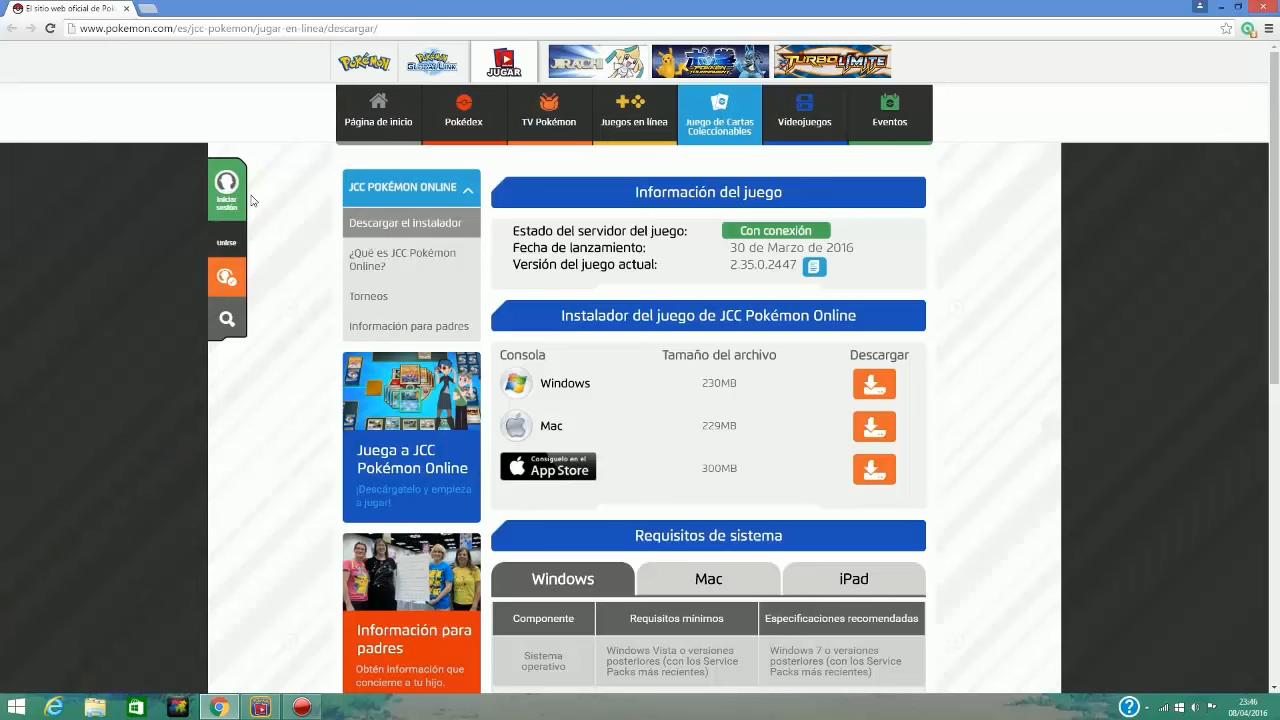 El sitio web oficial de Pok
www.pokemon.com/es/jcc-pokemon/jugar-en-linea/descargar/
POKéMON
POKéMON
GLOBAL LINK
JUGAR
JIRACHI
POKKÉN
TOURNAMENT
TURBOLÍMITE
Página de inicio
Pokédex
TV Pokémon
Juegos en línea
Juego de Cartas
Coleccionables
Videojuegos
Eventos
Iniciar
sesión
Unirse
JCC POKÉMON ONLINE
Descargar el instalador
¿Qué es JCC Pokémon
Online?
Torneos
Información para padres
Juega a JCC
Pokémon Online
¡Descárgatelo y empieza
a jugar!
Información para
padres
Obtén información que
concierne a tu hijo.
Información del juego
Estado del servidor del juego: Con conexión
Fecha de lanzamiento: 30 de Marzo de 2016
Versión del juego actual: 2.35.0.2447
Instalador del juego de JCC Pokémon Online
Consola Tamaño del archivo Descargar
Windows 230MB
Mac 229MB
Consíguelo en el
App Store 300MB
Requisitos de sistema
Windows Mac iPad
Componente Requisitos mínimos Especificaciones recomendadas
Sistema
operativo
Windows Vista o versiones
posteriores (con los Service
Packs más recientes)
Windows 7 o versiones
posteriores (con los Service
Packs más recientes)
23:46
08/04/2016